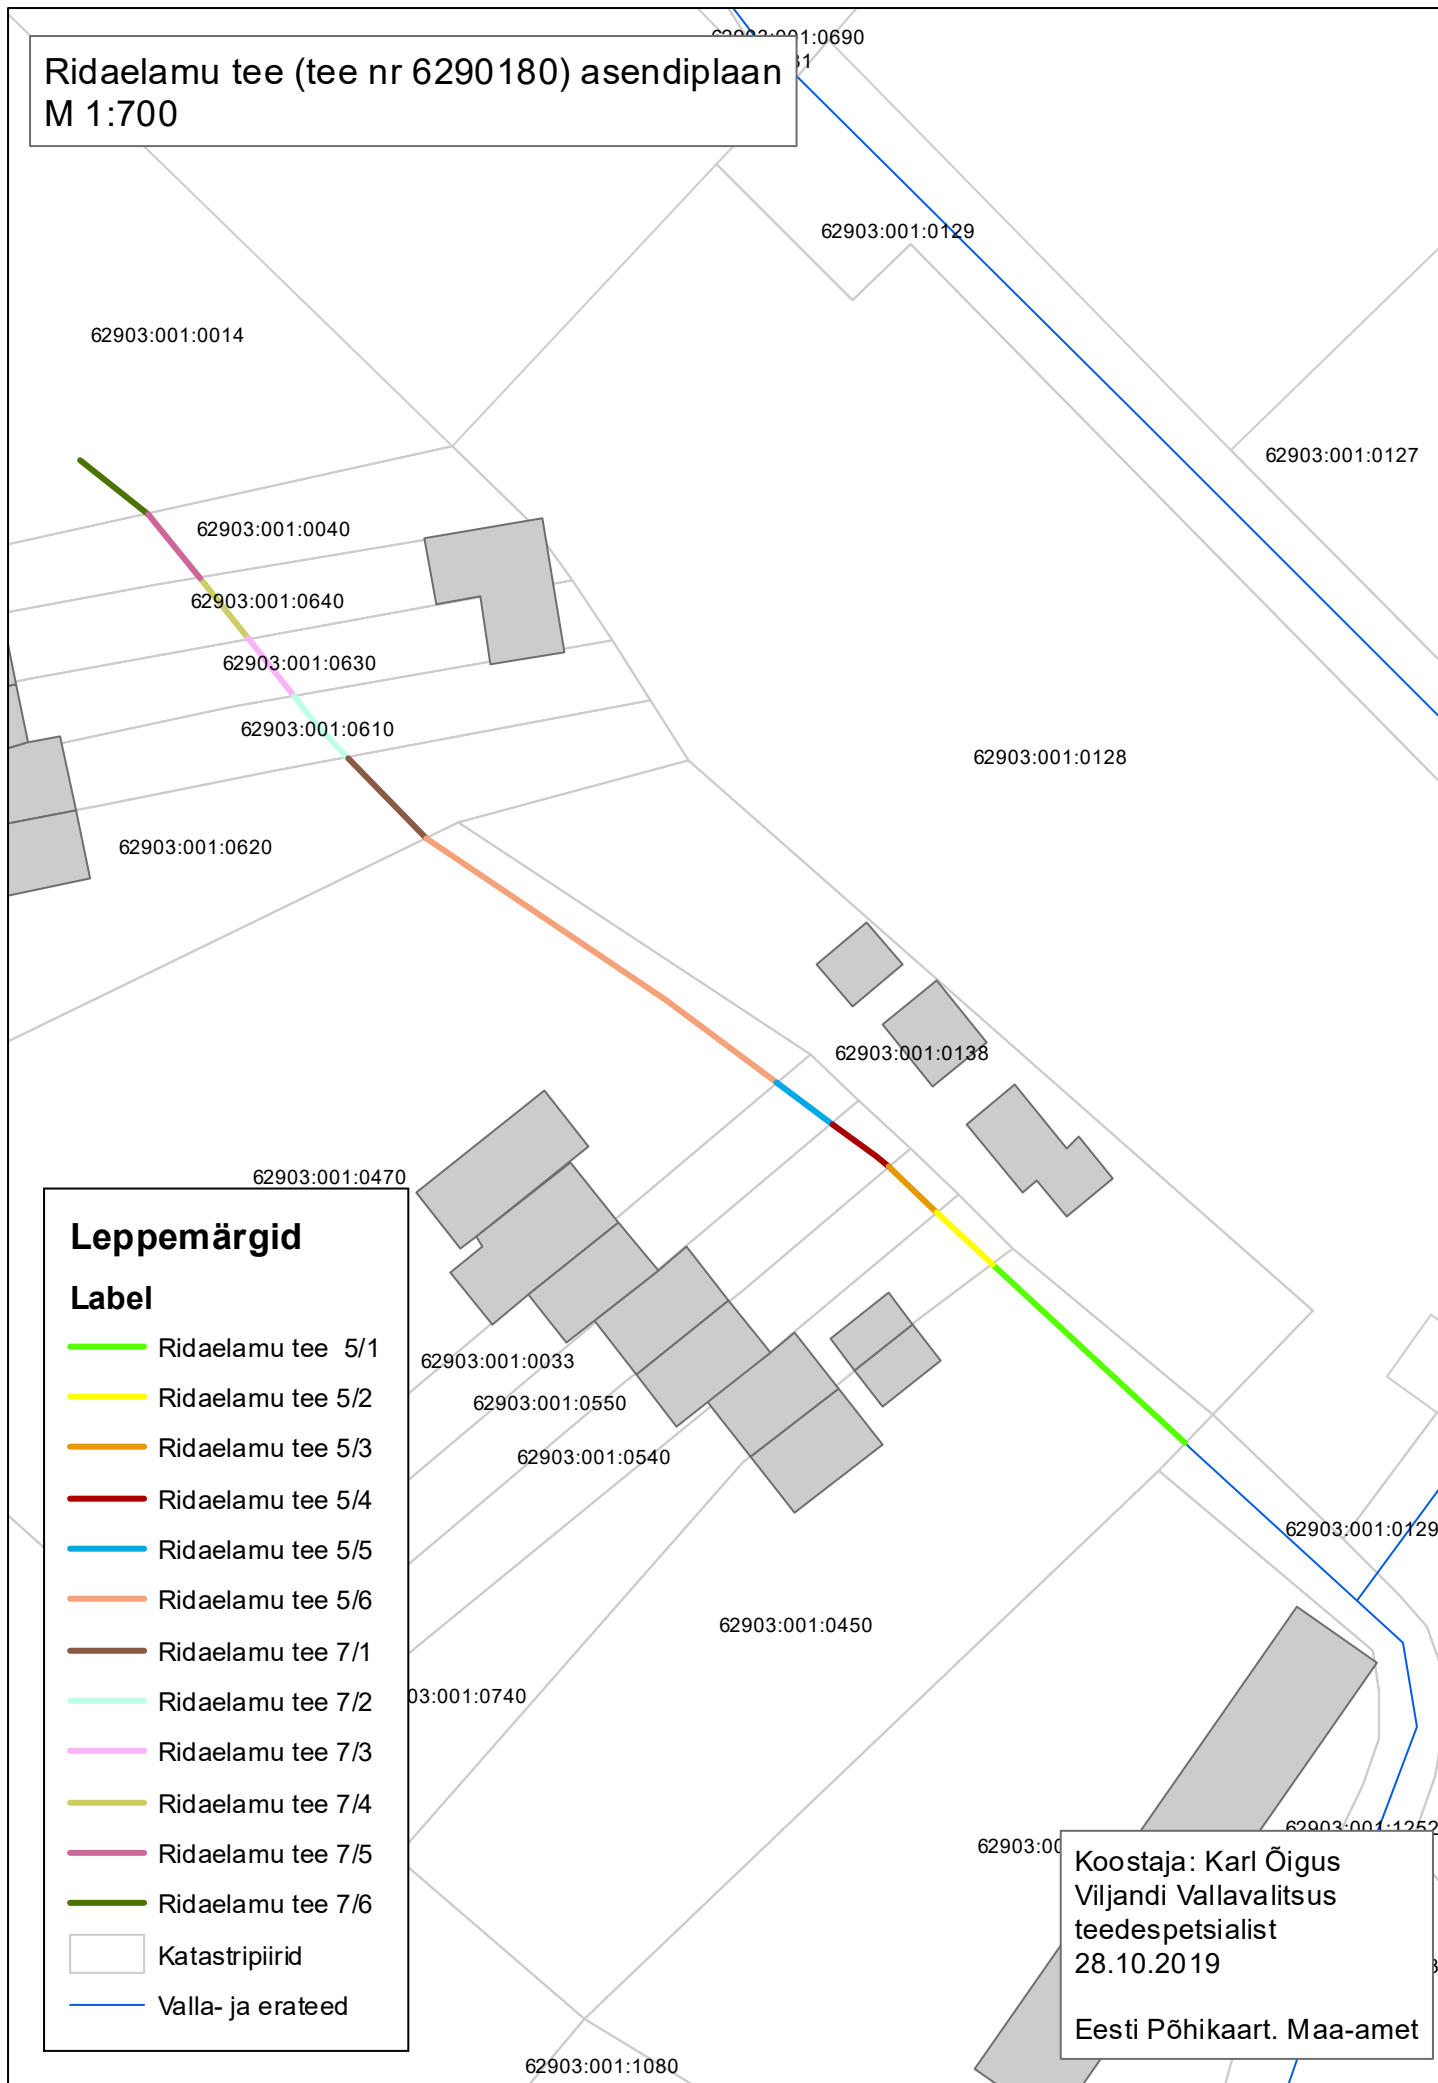 62903:001:0690
Ridaelamu tee (tee nr 6290180) asendiplaan
M 1:700
62903:001:0129
62903:001:0014
62903:001:0127
62903:001:0040
62903:001:0640
62903:001:0630
62903:001:0610
62903:001:0128
62903:001:0620
62903:001:0138
62903:001:0470
Leppemärgid
Label
Ridaelamu tee 5/1
Ridaelamu tee 5/2
Ridaelamu tee 5/3
Ridaelamu tee 5/4
Ridaelamu tee 5/5
Ridaelamu tee 5/6
Ridaelamu tee 7/1
Ridaelamu tee 7/2
Ridaelamu tee 7/3
Ridaelamu tee 7/4
Ridaelamu tee 7/5
Ridaelamu tee 7/6
Katastripiirid
Valla- ja erateed
62903:001:0033
62903:001:0550
62903:001:0540
62903:001:0129
62903:001:0450
03:001:0740
62903:001:1252
Koostaja: Karl Õigus
Viljandi Vallavalitsus
teedespetsialist
28.10.2019
Eesti Põhikaart. Maa-amet
62903:001:1080